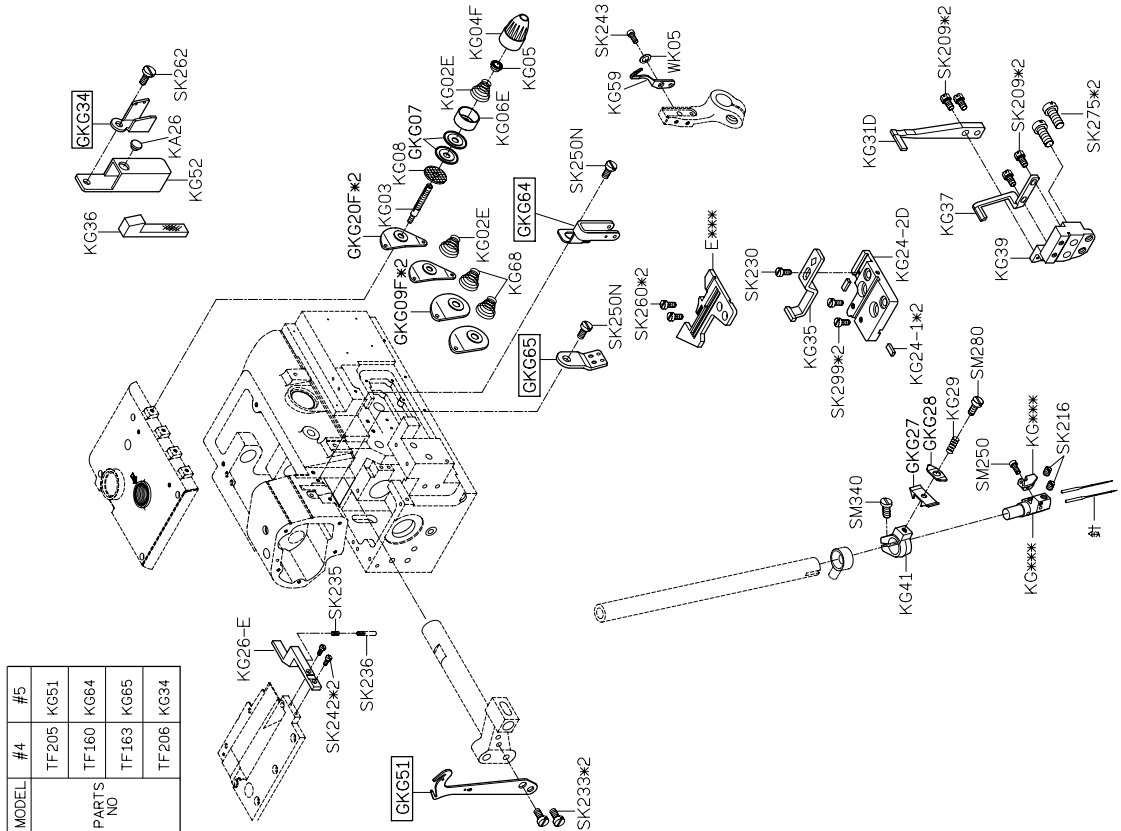 MODEL #4 #5
PARTS NO
TF205 KG51
TF160 KG64
TF163 KG65
TF206 KG34
KG36
KG52
KA26
GKG34
SK262
GKG20F*2
KG03
KG08
GKG07
KG06E
KG02E
KG05
KG04F
GKG09F*2
KG02E
KG68
SK250N
GKG64
SK250N
GKG65
KG59
WK05
SK243
SK260*2
E***
SK230
KG35
SK299*2
KG24-2D
KG24-1*2
KG31D
SK209*2
KG37
SK209*2
KG39
SK275*2
KG26-E
SK235
SK242*2
SK236
GKG51
SK233*2
SM340
KG41
GKG27
GKG28
KG29
SM280
SM250
KG***
SK216
KG***
針